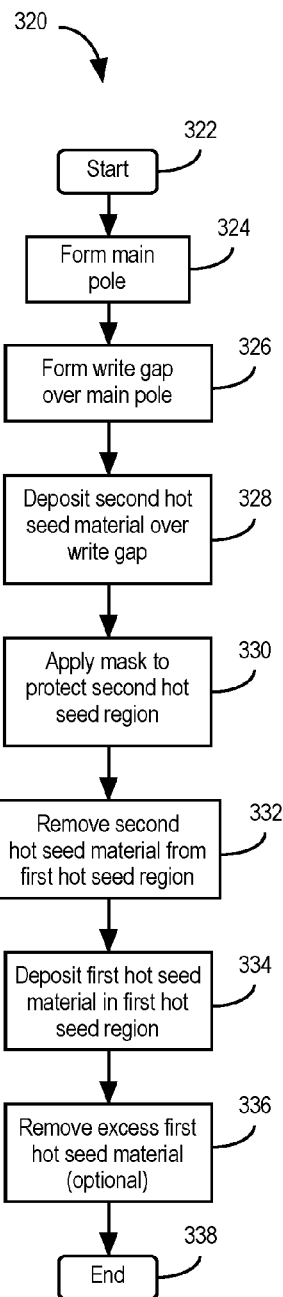 320
322
Start
324
Form main
pole
326
Form write gap
over main pole
328
Deposit second hot
seed material over
write gap
330
Apply mask to
protect second hot
seed region
332
Remove second
hot seed material from
first hot seed region
334
Deposit first hot seed
material in first hot
seed region
336
Remove excess first
hot seed material
(optional)
338
End